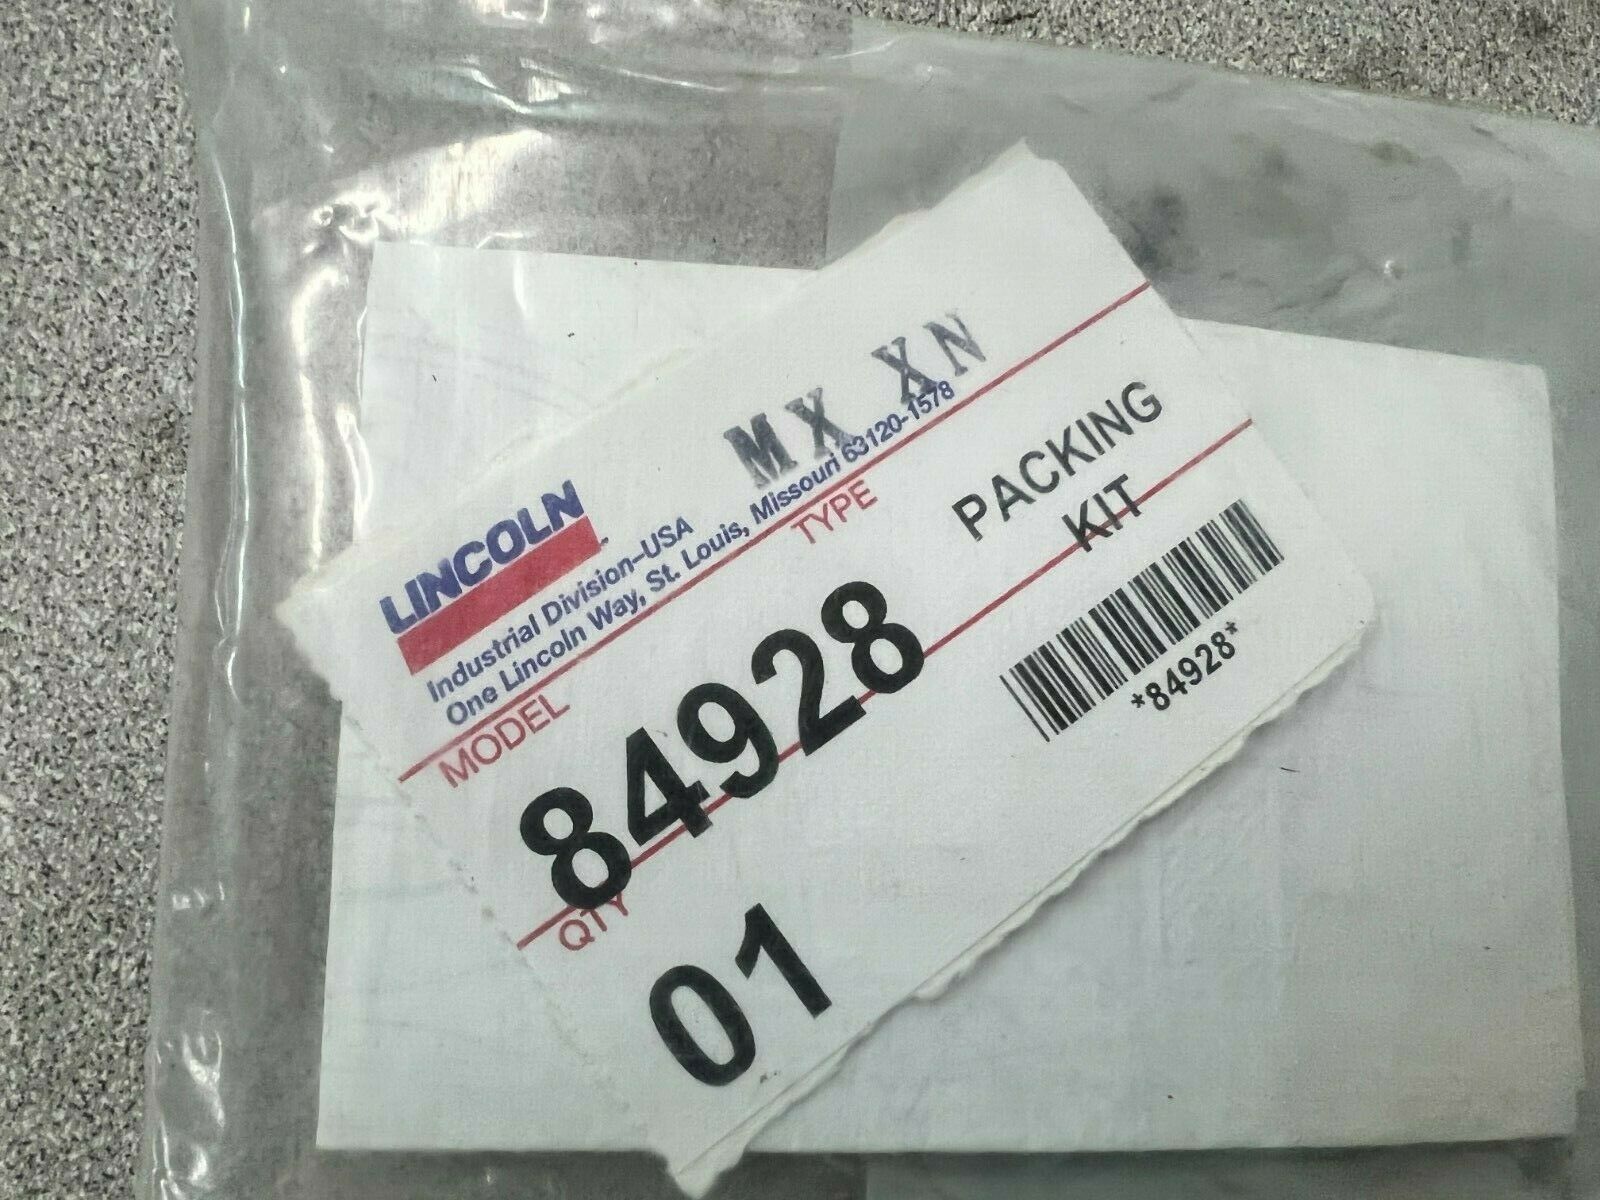 LINCOLN
MX XN
Industrial Division–USA
One Lincoln Way, St. Louis, Missouri 63120-1578
MODEL
TYPE
84928
PACKING
KIT
QTY
01
*84928*